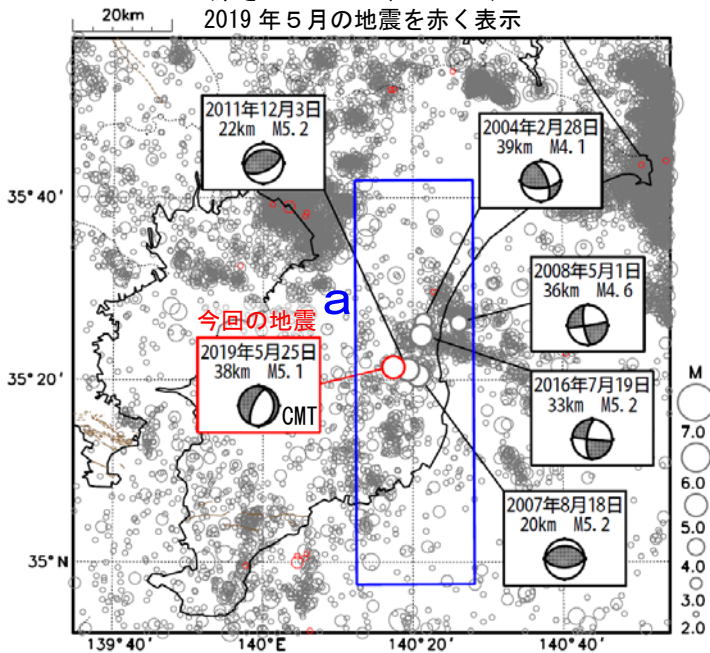 2019年5月の地震を赤く表示
20km
2011年12月3日
22km M5.2
2004年2月28日
39km M4.1
35°40′
2008年5月1日
36km M4.6
a
今回の地震
2019年5月25日
38km M5.1
CMT
35°20′
2016年7月19日
33km M5.2
M
7.0
6.0
5.0
4.0
3.0
2.0
2007年8月18日
20km M5.2
35°N
139°40′
140°E
140°20′
140°40′